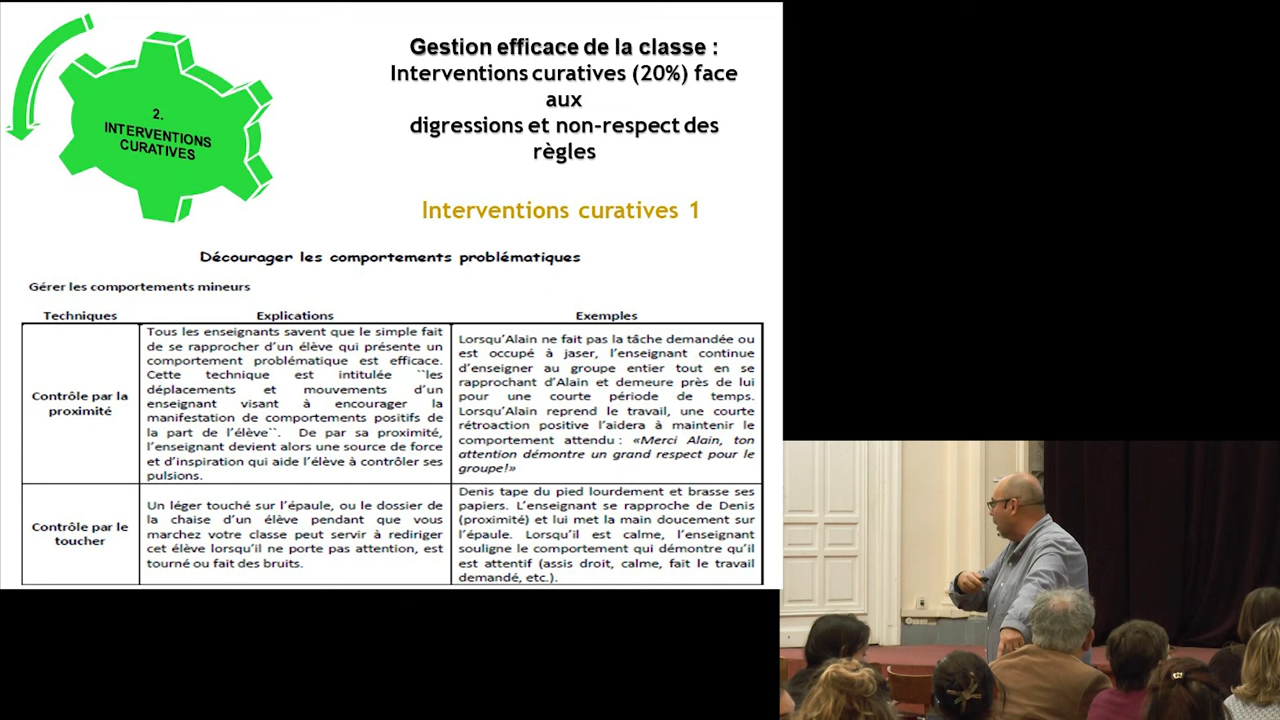 2.
INTERVENTIONS
CURATIVES
Gestion efficace de la classe :
Interventions curatives (20%) face
aux
digressions et non-respect des
règles
Interventions curatives 1
Décourager les comportements problématiques
Gérer les comportements mineurs
Techniques
Explications
Exemples
Contrôle par la
proximité
Tous les enseignants savent que le simple fait
de se rapprocher d'un élève qui présente un
comportement problématique est efficace.
Cette technique est intitulée ``les
déplacements et mouvements d'un
enseignant visant à encourager la
manifestation de comportements positifs de
la part de l'élève``. De par sa proximité,
l'enseignant devient alors une source de force
et d'inspiration qui aide l'élève à contrôler ses
pulsions.
Lorsqu'Alain ne fait pas la tâche demandée ou
est occupé à jaser, l'enseignant continue
d'enseigner au groupe entier tout en se
rapprochant d'Alain et demeure près de lui
pour une courte période de temps.
Lorsqu'Alain reprend le travail, une courte
rétroaction positive l'aidera à maintenir le
comportement attendu : «Merci Alain, ton
attention démontre un grand respect pour le
groupe!»
Contrôle par le
toucher
Un léger touché sur l'épaule, ou le dossier de
la chaise d'un élève pendant que vous
marchez votre classe peut servir à rediriger
cet élève lorsqu'il ne porte pas attention, est
tourné ou fait des bruits.
Denis tape du pied lourdement et brasse ses
papiers. L'enseignant se rapproche de Denis
(proximité) et lui met la main doucement sur
l'épaule. Lorsqu'il est calme, l'enseignant
souligne le comportement qui démontre qu'il
est attentif (assis droit, calme, fait le travail
demandé, etc.).